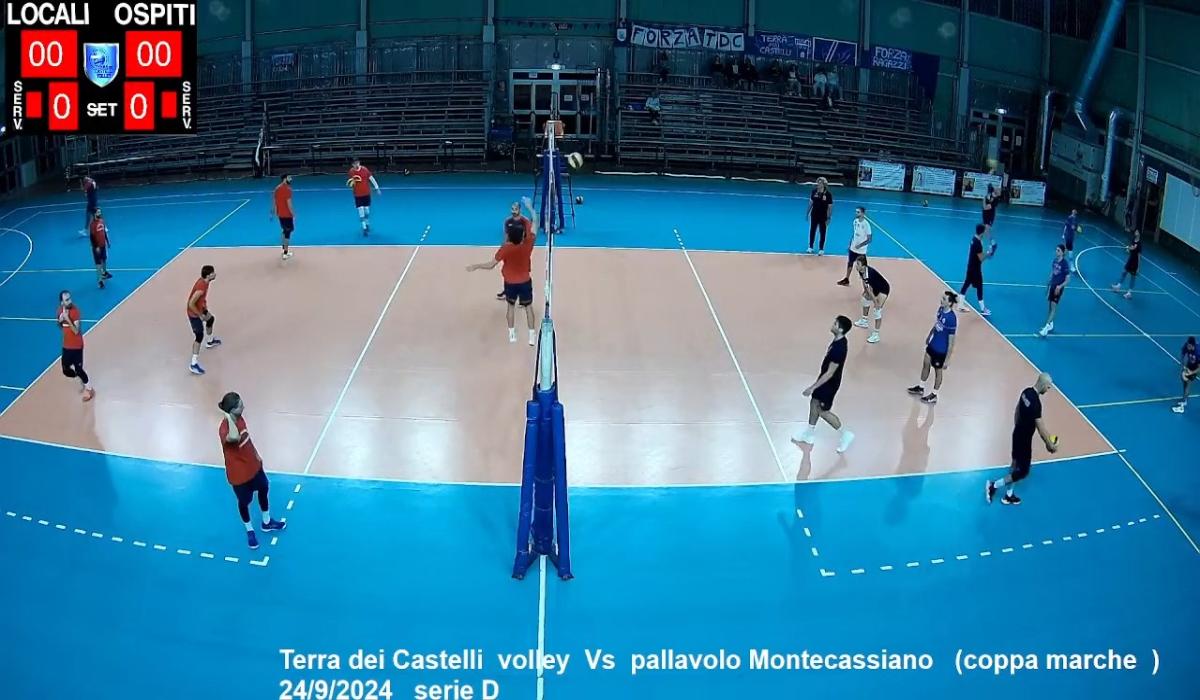 LOCALI OSPITI
00 00
SERV. 0 SET 0 SERV.
FORZA TDC
TERRA
CASTELLI
FORZA
RAGAZZI
Terra dei Castelli volley Vs pallavolo Montecassiano (coppa marche )
24/9/2024 serie D